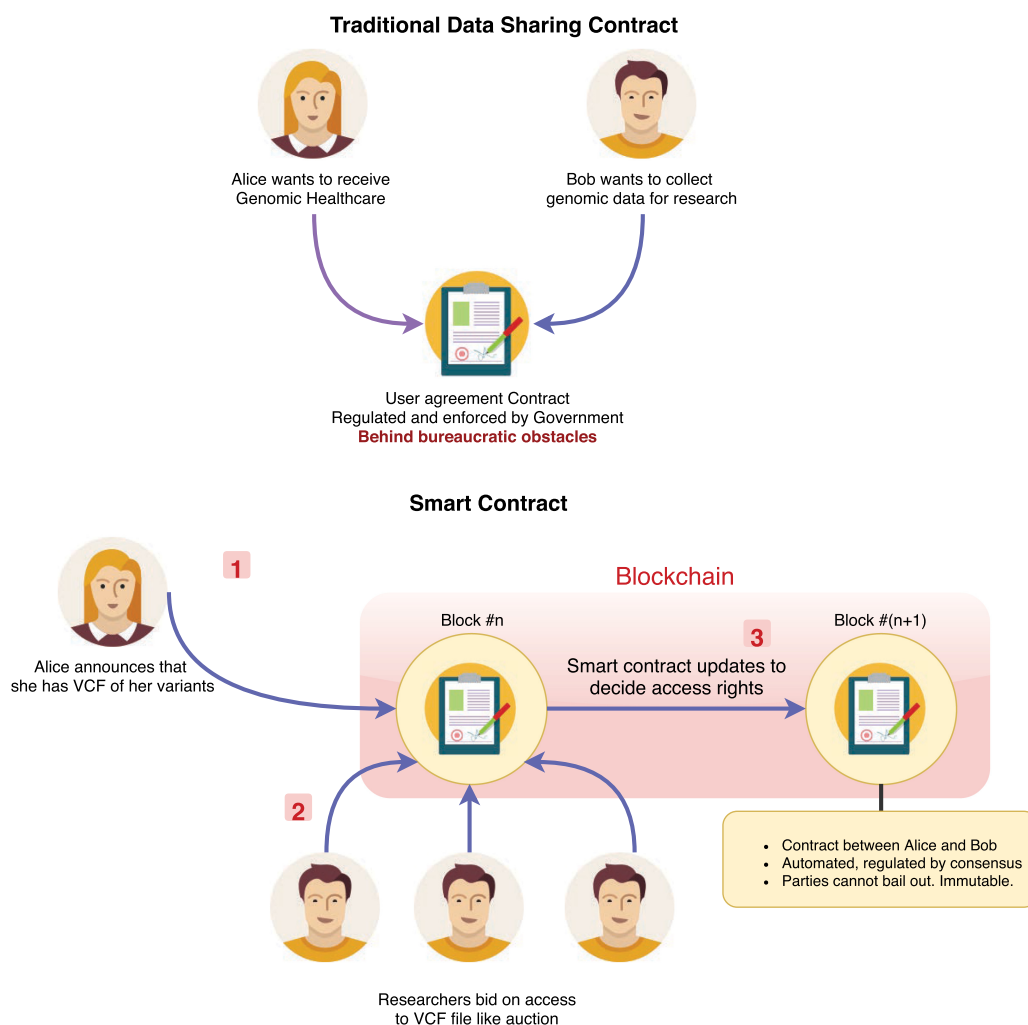 Traditional Data Sharing Contract
Alice wants to receive
Genomic Healthcare
Bob wants to collect
genomic data for research
User agreement Contract
Regulated and enforced by Government
Behind bureaucratic obstacles
Smart Contract
1
Alice announces that
she has VCF of her variants
Blockchain
Block #n
3
Block #(n+1)
Smart contract updates to
decide access rights
2
• Contract between Alice and Bob
• Automated, regulated by consensus
• Parties cannot bail out. Immutable.
Researchers bid on access
to VCF file like auction